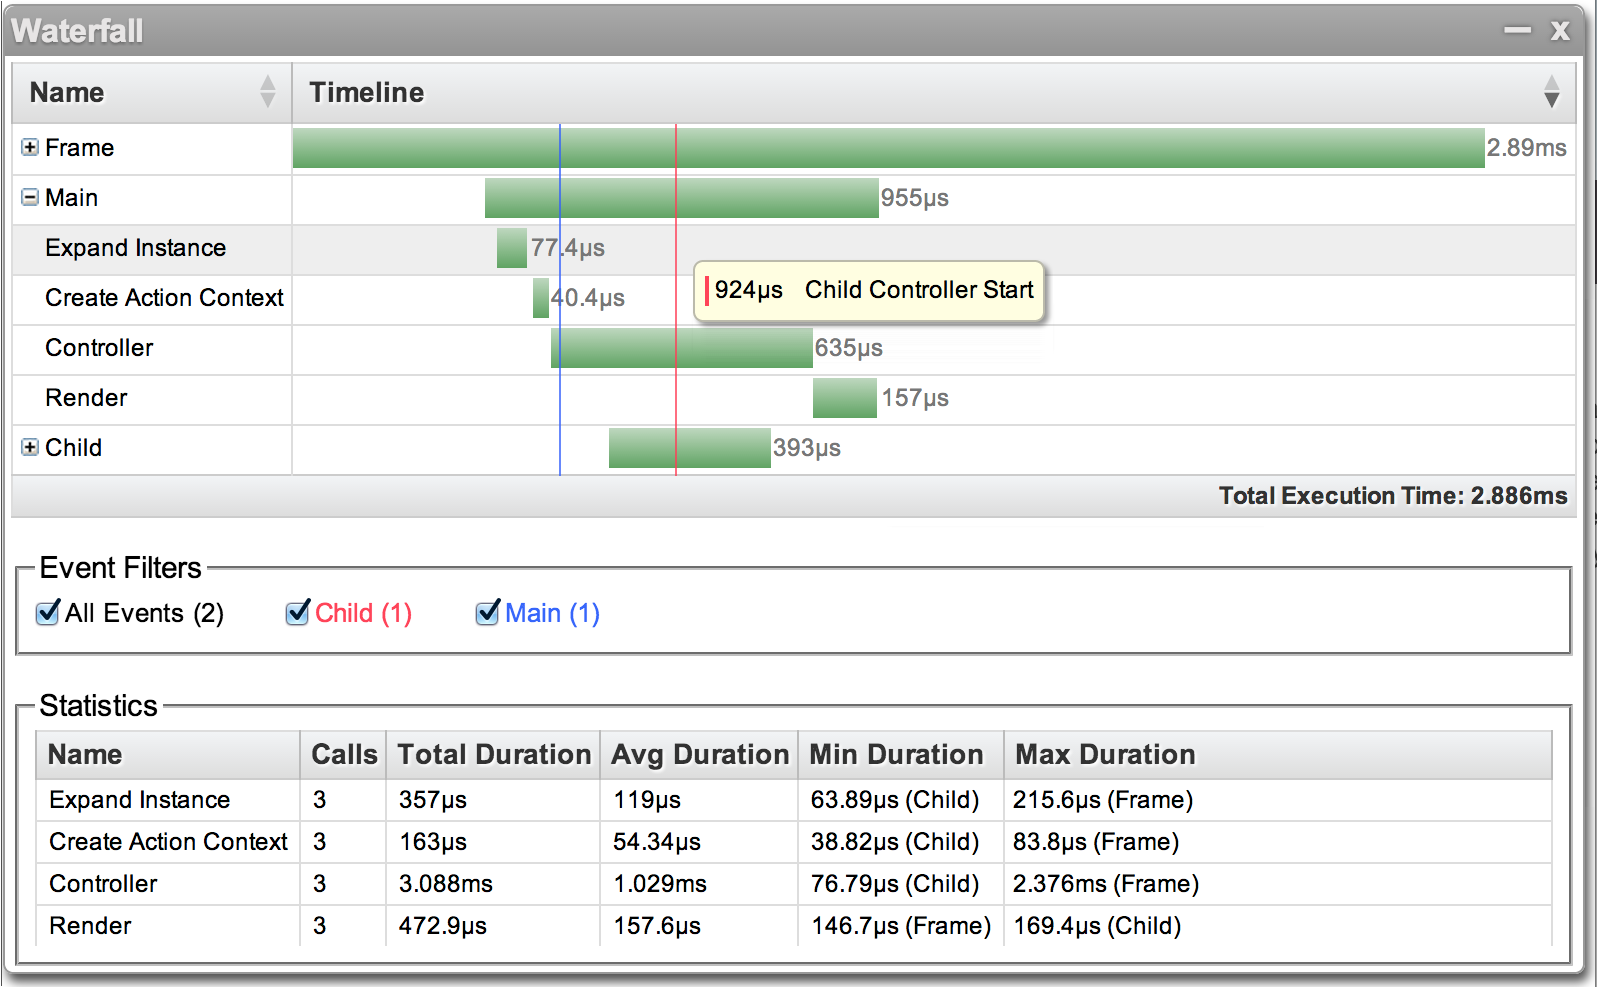 Waterfall
Name Timeline
Frame 2.89ms
Main 955µs
Expand Instance 77.4µs
Create Action Context 40.4µs
924µs Child Controller Start
Controller 635µs
Render 157µs
Child 393µs
Total Execution Time: 2.886ms
Event Filters
All Events (2) Child (1) Main (1)
Statistics
Name Calls Total Duration Avg Duration Min Duration Max Duration
Expand Instance 3 357µs 119µs 63.89µs (Child) 215.6µs (Frame)
Create Action Context 3 163µs 54.34µs 38.82µs (Child) 83.8µs (Frame)
Controller 3 3.088ms 1.029ms 76.79µs (Child) 2.376ms (Frame)
Render 3 472.9µs 157.6µs 146.7µs (Frame) 169.4µs (Child)